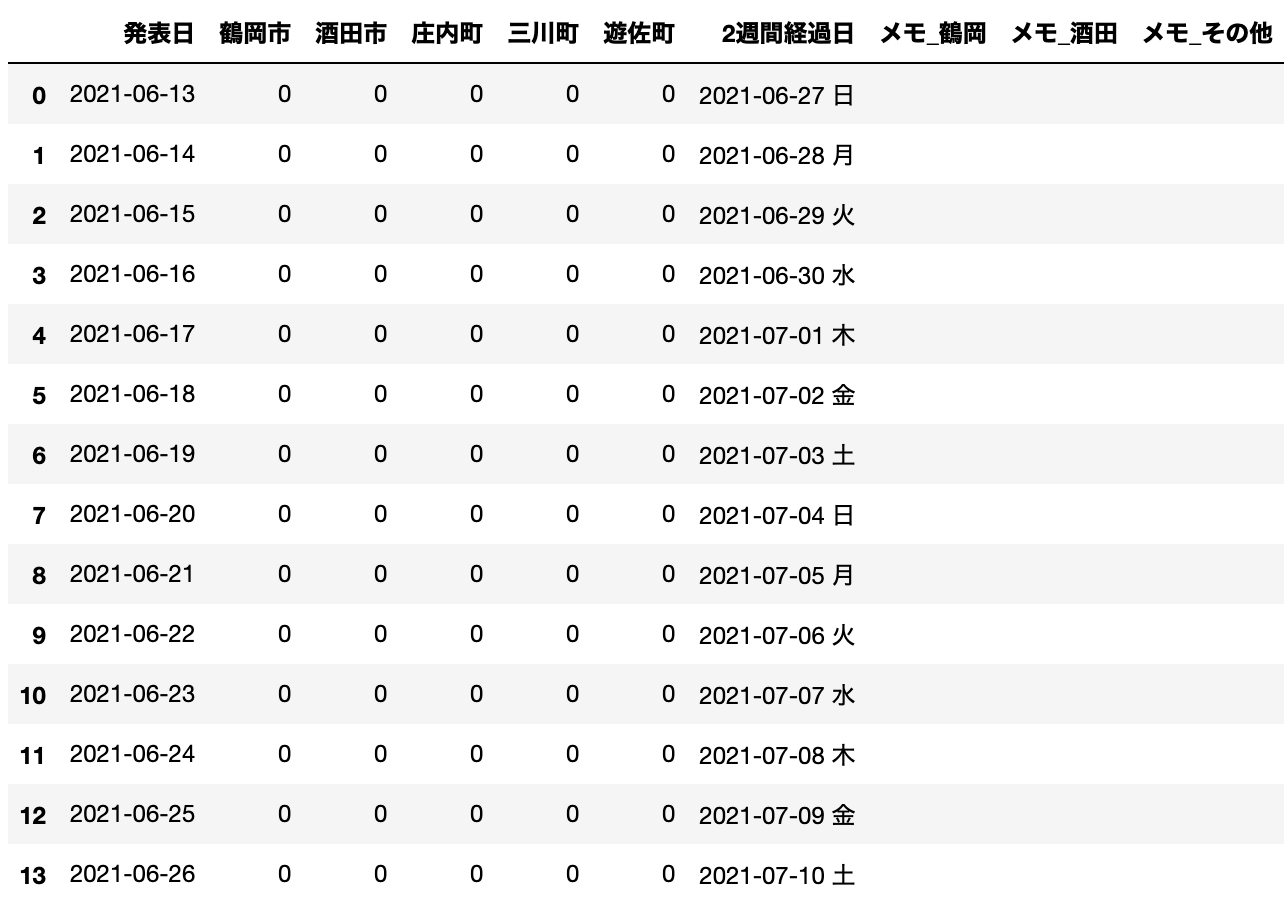 発表日 鶴岡市 酒田市 庄内町 三川町 遊佐町 2週間経過日 メモ_鶴岡 メモ_酒田 メモ_その他
0 2021-06-13 0 0 0 0 0 2021-06-27 日
1 2021-06-14 0 0 0 0 0 2021-06-28 月
2 2021-06-15 0 0 0 0 0 2021-06-29 火
3 2021-06-16 0 0 0 0 0 2021-06-30 水
4 2021-06-17 0 0 0 0 0 2021-07-01 木
5 2021-06-18 0 0 0 0 0 2021-07-02 金
6 2021-06-19 0 0 0 0 0 2021-07-03 土
7 2021-06-20 0 0 0 0 0 2021-07-04 日
8 2021-06-21 0 0 0 0 0 2021-07-05 月
9 2021-06-22 0 0 0 0 0 2021-07-06 火
10 2021-06-23 0 0 0 0 0 2021-07-07 水
11 2021-06-24 0 0 0 0 0 2021-07-08 木
12 2021-06-25 0 0 0 0 0 2021-07-09 金
13 2021-06-26 0 0 0 0 0 2021-07-10 土